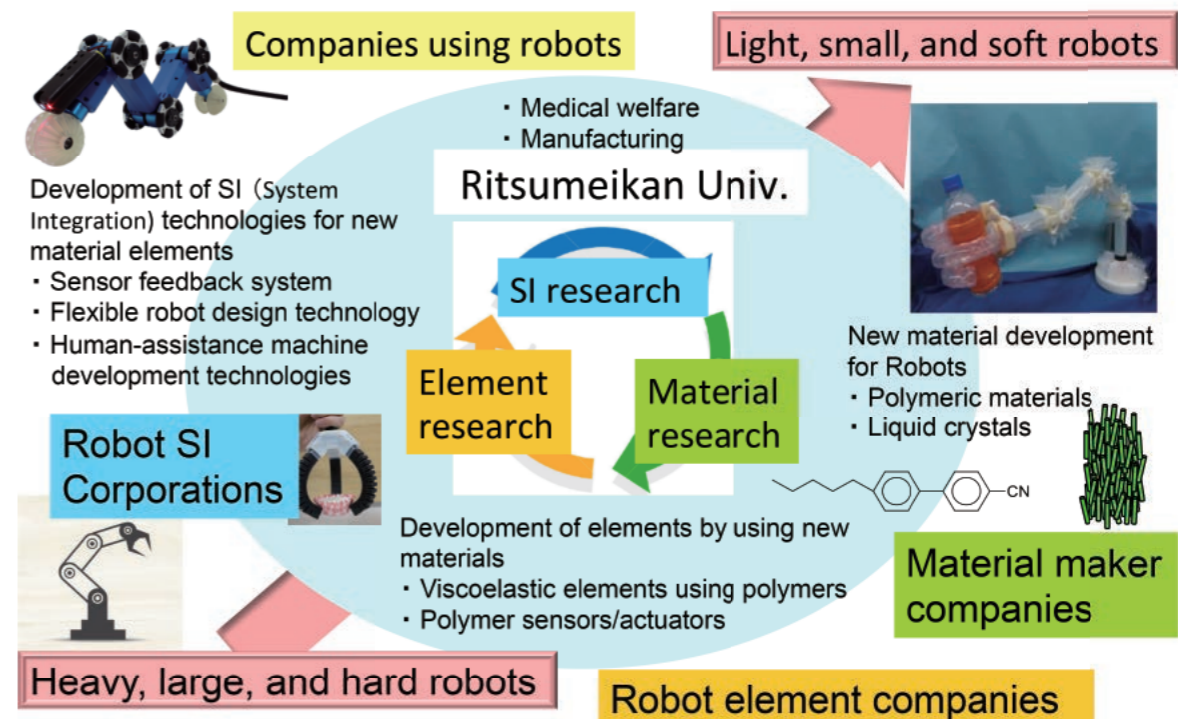 Companies using robots
Light, small, and soft robots
・Medical welfare
・Manufacturing
Ritsumeikan Univ.
Development of SI（System
Integration) technologies for new
material elements
・Sensor feedback system
・Flexible robot design technology
・Human-assistance machine
development technologies
SI research
Element
research
Material
research
New material development
for Robots
・Polymeric materials
・Liquid crystals
CN
Robot SI
Corporations
Development of elements by using new
materials
・Viscoelastic elements using polymers
・Polymer sensors/actuators
Material maker
companies
Heavy, large, and hard robots
Robot element companies